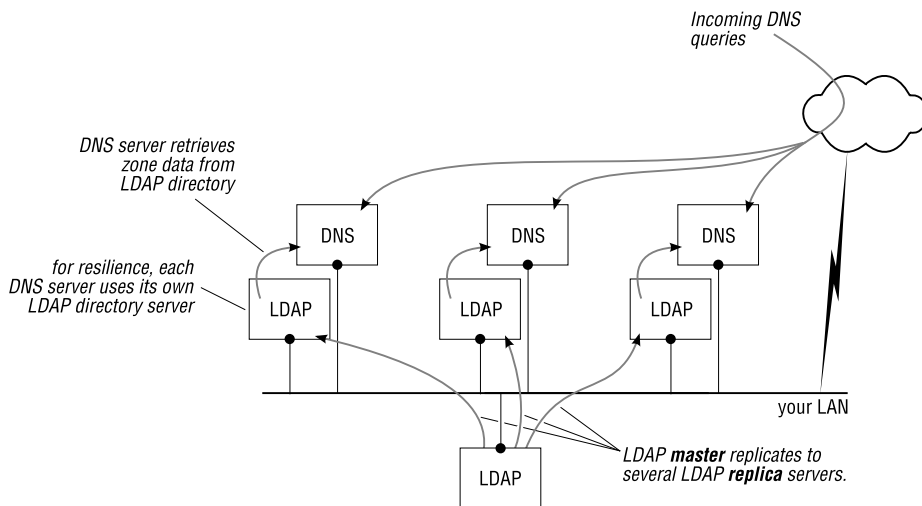 Incoming DNS
queries
DNS server retrieves
zone data from
LDAP directory
DNS
DNS
DNS
for resilience, each
DNS server uses its own
LDAP directory server
LDAP
LDAP
LDAP
your LAN
LDAP master replicates to
several LDAP replica servers.
LDAP